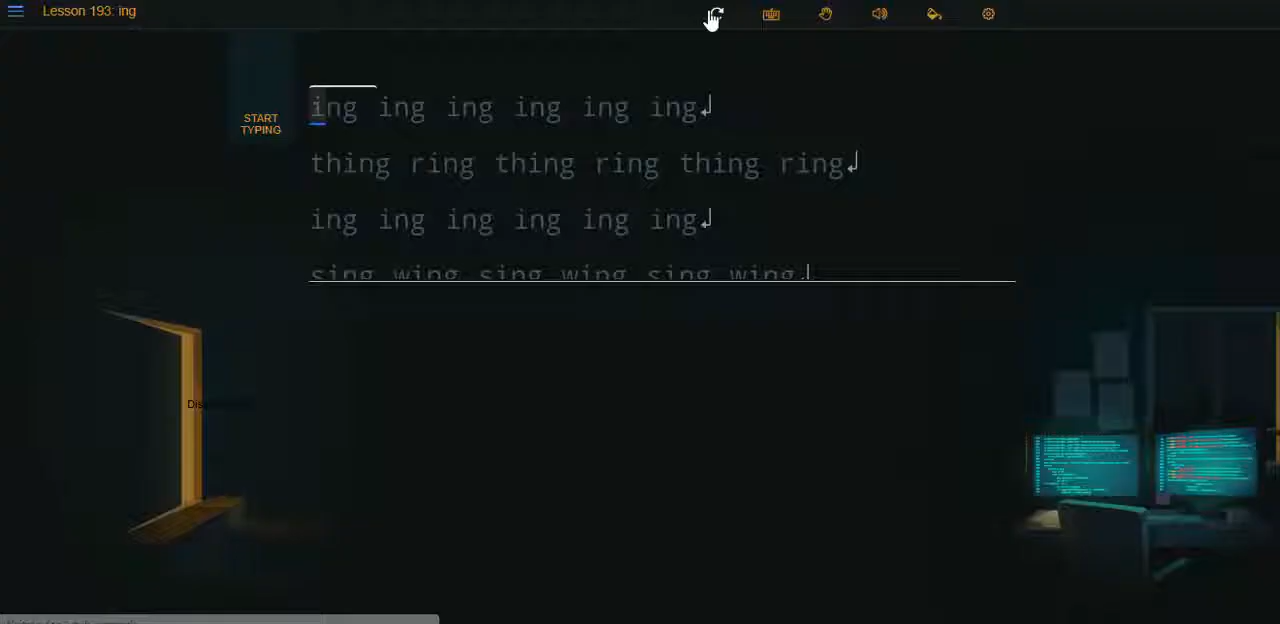 Lesson 193: ing
START
TYPING
ing ing ing ing ing ing↲
thing ring thing ring thing ring↲
ing ing ing ing ing ing↲
sing wing sing wing sing wing